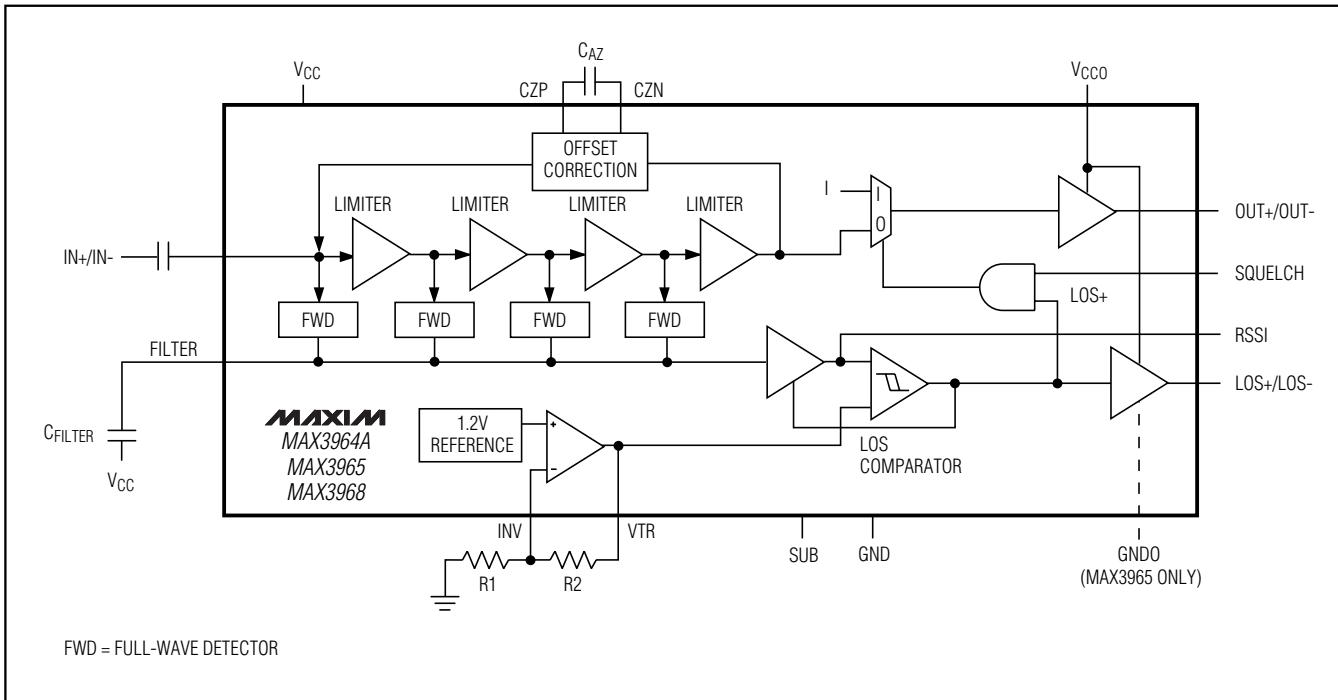 CAZ
VCC
CZP
CZN
VCCO
OFFSET
CORRECTION
LIMITER
LIMITER
LIMITER
LIMITER
I
I
0
OUT+/OUT-
IN+/IN-
SQUELCH
LOS+
FWD
FWD
FWD
FWD
RSSI
FILTER
LOS+/LOS-
MAXIM
MAX3964A
MAX3965
MAX3968
1.2V
REFERENCE
+
−
LOS
COMPARATOR
CFILTER
VCC
INV
VTR
SUB
GND
GNDO
(MAX3965 ONLY)
R1
R2
FWD = FULL-WAVE DETECTOR